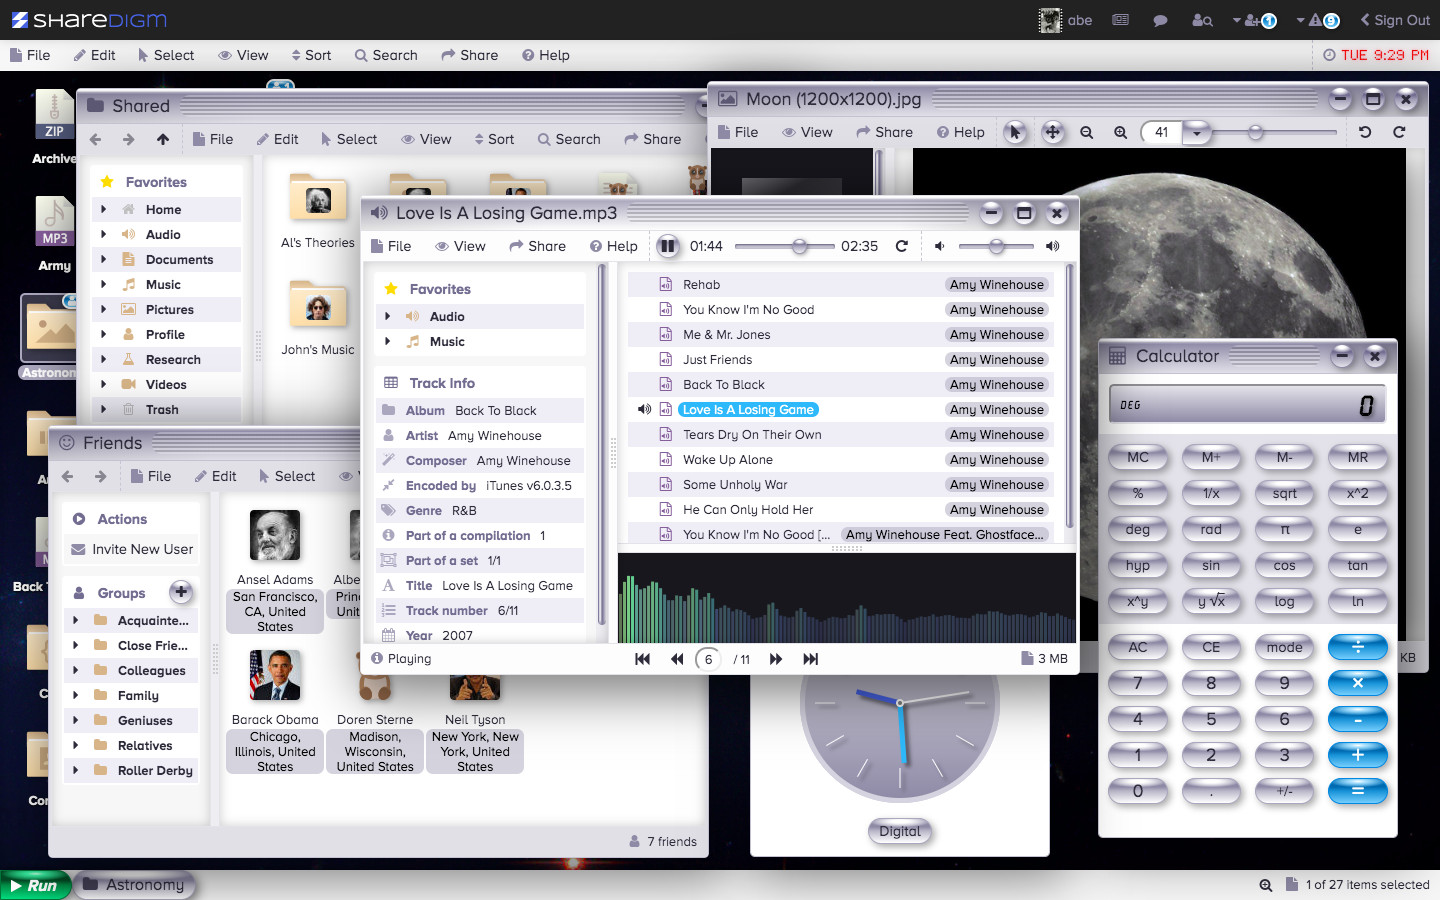 SHAREDIGM
abe
1
9
Sign Out
File Edit Select View Sort Search Share Help
TUE 9:29 PM
ZIP
Archive
MP3
Army
Astronom
Back T
Shared
File Edit Select View Sort Search Share
Favorites
Home
Audio
Documents
Music
Pictures
Profile
Research
Videos
Trash
Al's Theories
John's Music
Moon (1200x1200).jpg
File View Share Help
41
KB
Love Is A Losing Game.mp3
File View Share Help
01:44
02:35
Favorites
Audio
Music
Track Info
Album Back To Black
Artist Amy Winehouse
Composer Amy Winehouse
Encoded by iTunes v6.0.3.5
Genre R&B
Part of a compilation 1
Part of a set 1/1
Title Love Is A Losing Game
Track number 6/11
Year 2007
Rehab Amy Winehouse
You Know I'm No Good Amy Winehouse
Me & Mr. Jones Amy Winehouse
Just Friends Amy Winehouse
Back To Black Amy Winehouse
Love Is A Losing Game Amy Winehouse
Tears Dry On Their Own Amy Winehouse
Wake Up Alone Amy Winehouse
Some Unholy War Amy Winehouse
He Can Only Hold Her Amy Winehouse
You Know I'm No Good [... Amy Winehouse Feat. Ghostface...
Playing
6 / 11
3 MB
Friends
File Edit Select
Actions
Invite New User
Groups
Acquainte...
Close Frie...
Colleagues
Family
Geniuses
Relatives
Roller Derby
Ansel Adams
San Francisco,
CA, United
States
Albe
Princ
Unit
Barack Obama
Chicago,
Illinois, United
States
Doren Sterne
Madison,
Wisconsin,
United States
Neil Tyson
New York, New
York, United
States
7 friends
Digital
Calculator
DEG 0
MC M+ M- MR
% 1/x sqrt x^2
deg rad π e
hyp sin cos tan
x^y y √x log ln
AC CE mode ÷
7 8 9 ×
4 5 6 -
1 2 3 +
0 . +/- =
Run
Astronomy
1 of 27 items selected